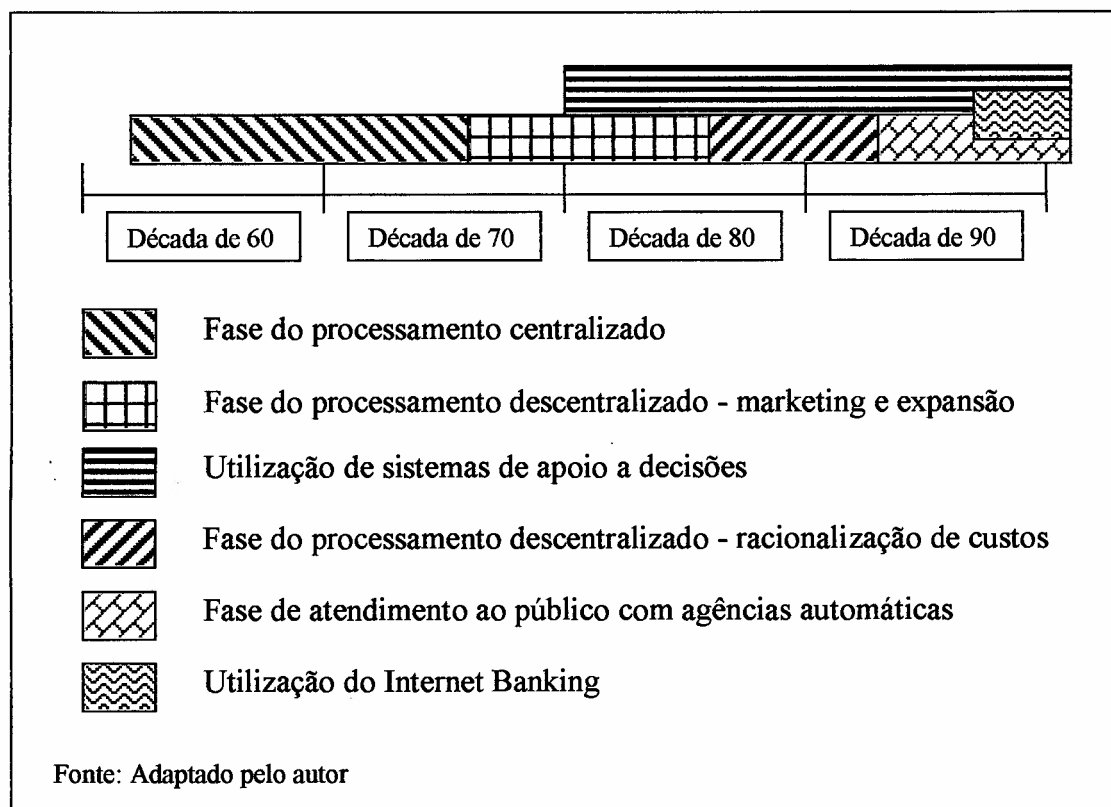 Década de 60
Década de 70
Década de 80
Década de 90
Fase do processamento centralizado
Fase do processamento descentralizado - marketing e expansão
Utilização de sistemas de apoio a decisões
Fase do processamento descentralizado - racionalização de custos
Fase de atendimento ao público com agências automáticas
Utilização do Internet Banking
Fonte: Adaptado pelo autor